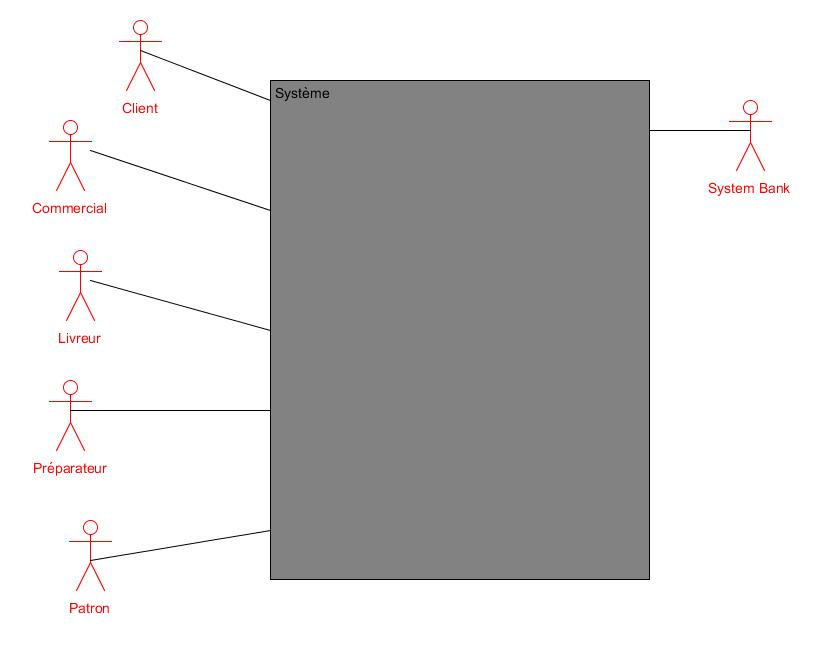 Client
Système
Commercial
System Bank
Livreur
Préparateur
Patron